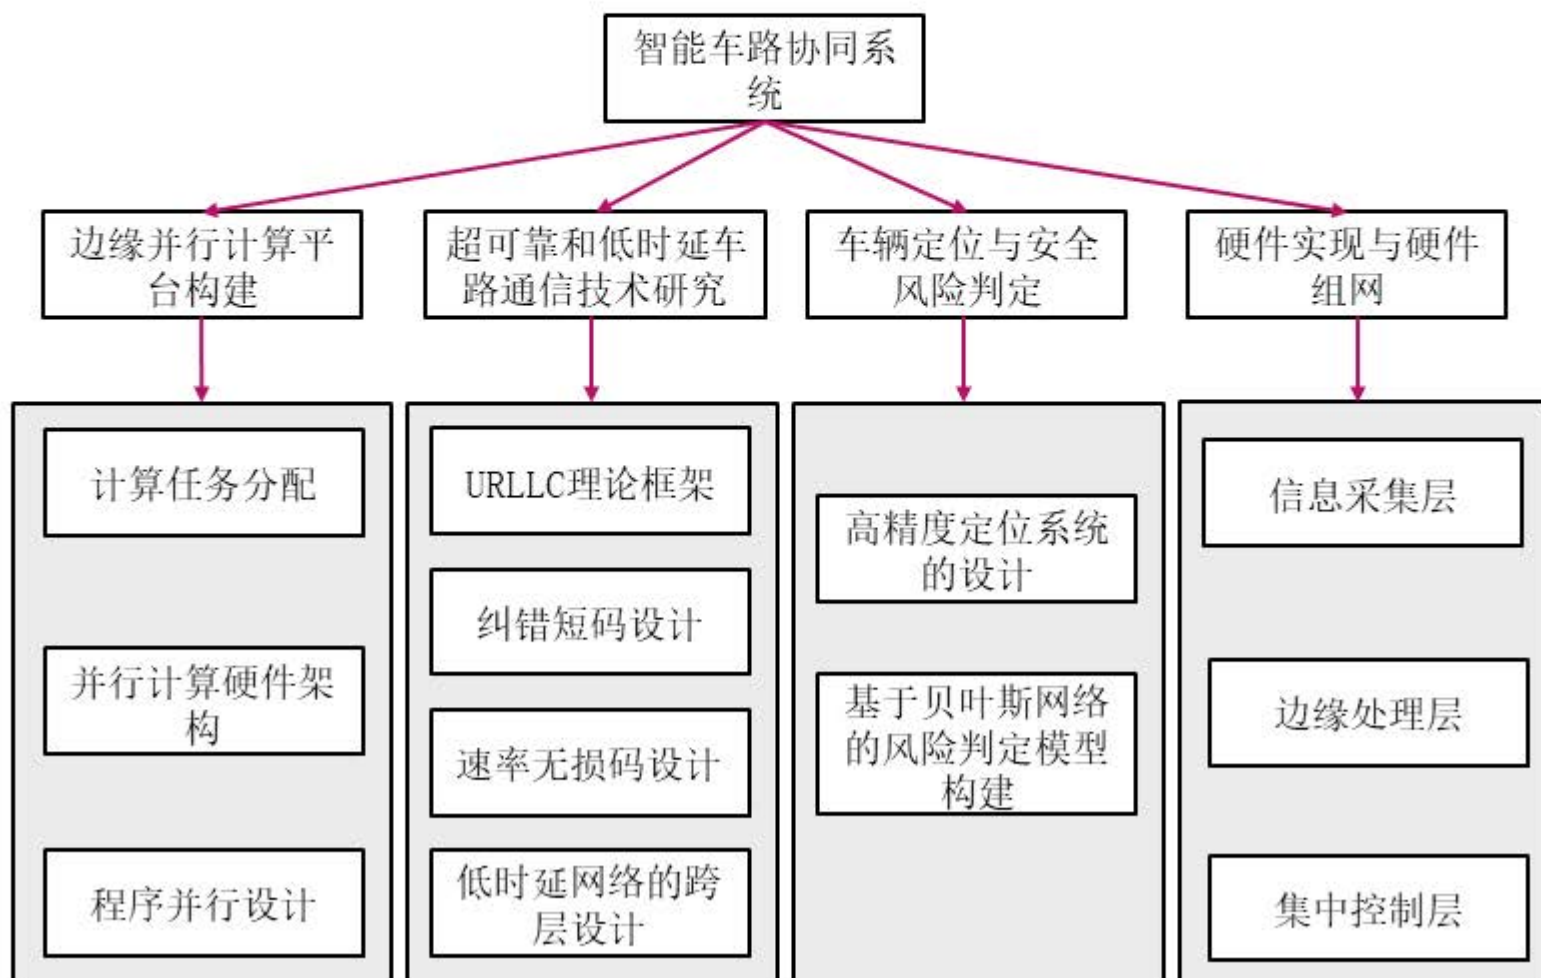 智能车路协同系
统
边缘并行计算平
台构建
超可靠和低时延车
路通信技术研究
车辆定位与安全
风险判定
硬件实现与硬件
组网
计算任务分配
并行计算硬件架
构
程序并行设计
URLLC理论框架
纠错短码设计
速率无损码设计
低时延网络的跨
层设计
高精度定位系统
的设计
基于贝叶斯网络
的风险判定模型
构建
信息采集层
边缘处理层
集中控制层